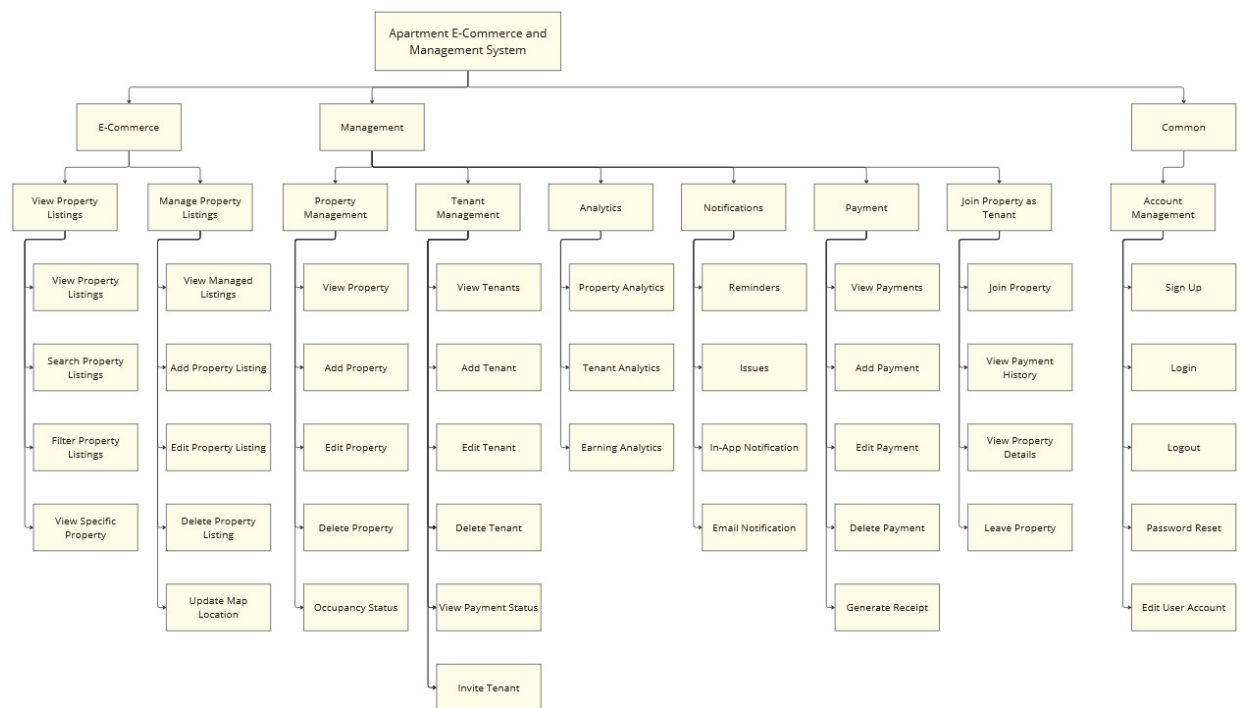 Apartment E-Commerce and
Management System
E-Commerce
Management
Common
View Property
Listings
Manage Property
Listings
Property
Management
Tenant
Management
Analytics
Notifications
Payment
Join Property as
Tenant
Account
Management
View Property
Listings
View Managed
Listings
View Property
View Tenants
Property Analytics
Reminders
View Payments
Join Property
Sign Up
Search Property
Listings
Add Property Listing
Add Property
Add Tenant
Tenant Analytics
Issues
Add Payment
View Payment
History
Login
Filter Property
Listings
Edit Property Listing
Edit Property
Edit Tenant
Earning Analytics
In-App Notification
Edit Payment
View Property
Details
Logout
View Specific
Property
Delete Property
Listing
Delete Property
Delete Tenant
Email Notification
Delete Payment
Leave Property
Password Reset
Update Map
Location
Occupancy Status
View Payment Status
Generate Receipt
Edit User Account
Invite Tenant